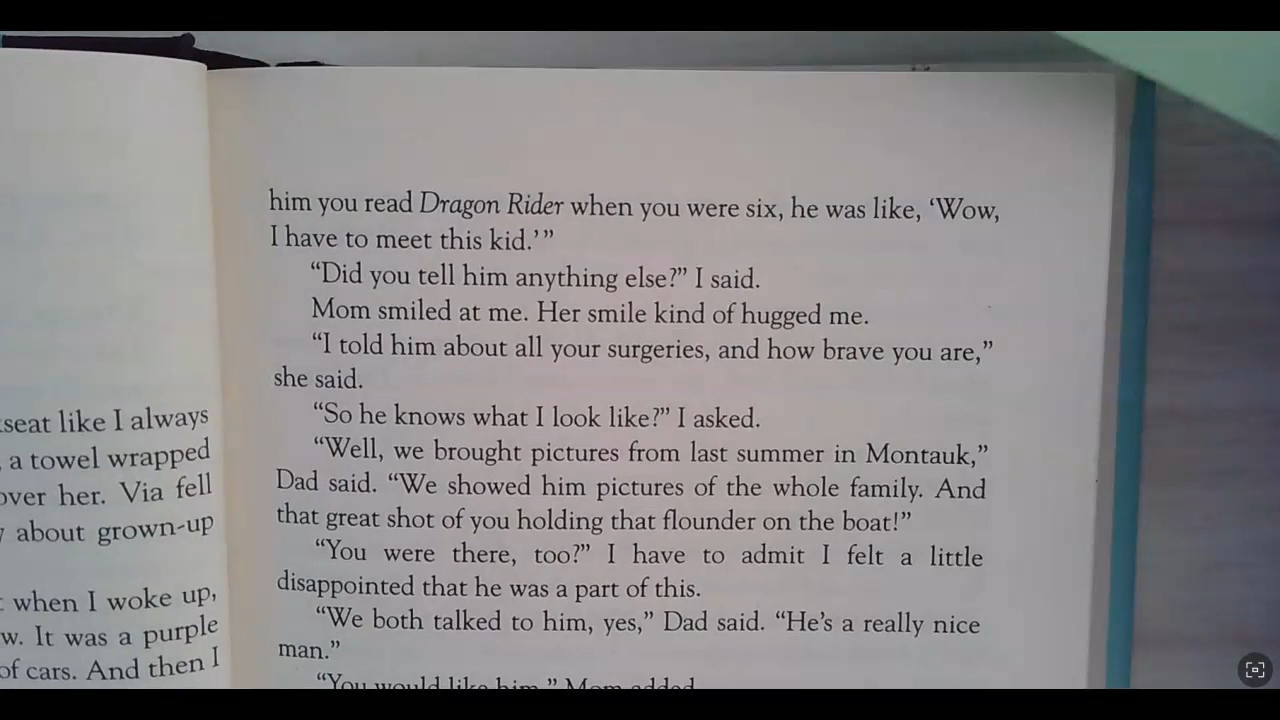 seat like I always
a towel wrapped
over her. Via fell
about grown-up
when I woke up,
w. It was a purple
of cars. And then I
him you read Dragon Rider when you were six, he was like, ‘Wow,
I have to meet this kid.’”
“Did you tell him anything else?” I said.
Mom smiled at me. Her smile kind of hugged me.
“I told him about all your surgeries, and how brave you are,”
she said.
“So he knows what I look like?” I asked.
“Well, we brought pictures from last summer in Montauk,”
Dad said. “We showed him pictures of the whole family. And
that great shot of you holding that flounder on the boat!”
“You were there, too?” I have to admit I felt a little
disappointed that he was a part of this.
“We both talked to him, yes,” Dad said. “He’s a really nice
man.”
“You would like him,” Mom added.